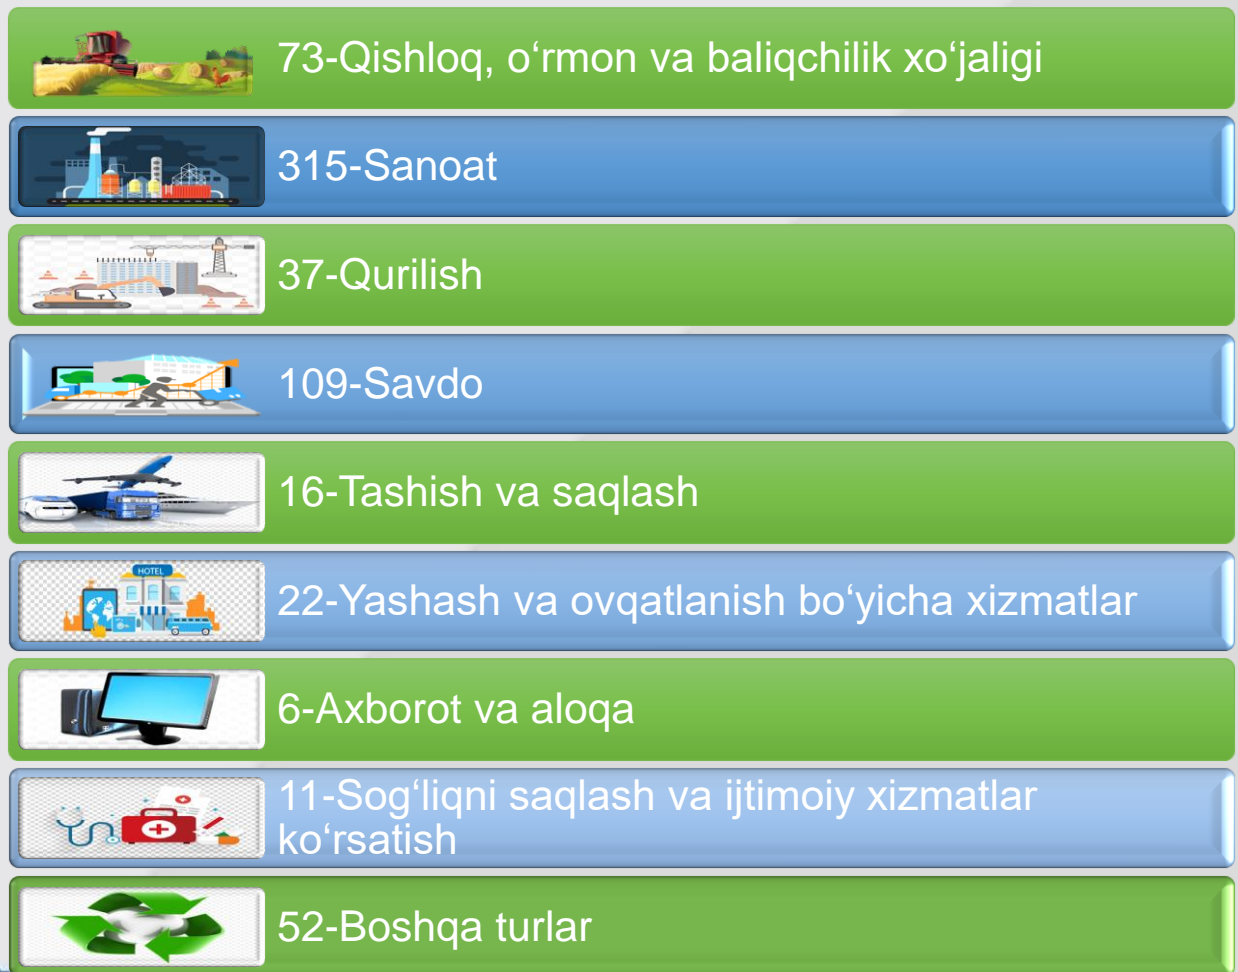 73-Qishloq, o‘rmon va baliqchilik xo‘jaligi
315-Sanoat
37-Qurilish
109-Savdo
16-Tashish va saqlash
HOTEL
22-Yashash va ovqatlanish bo‘yicha xizmatlar
6-Axborot va aloqa
11-Sog‘liqni saqlash va ijtimoiy xizmatlar
ko‘rsatish
52-Boshqa turlar